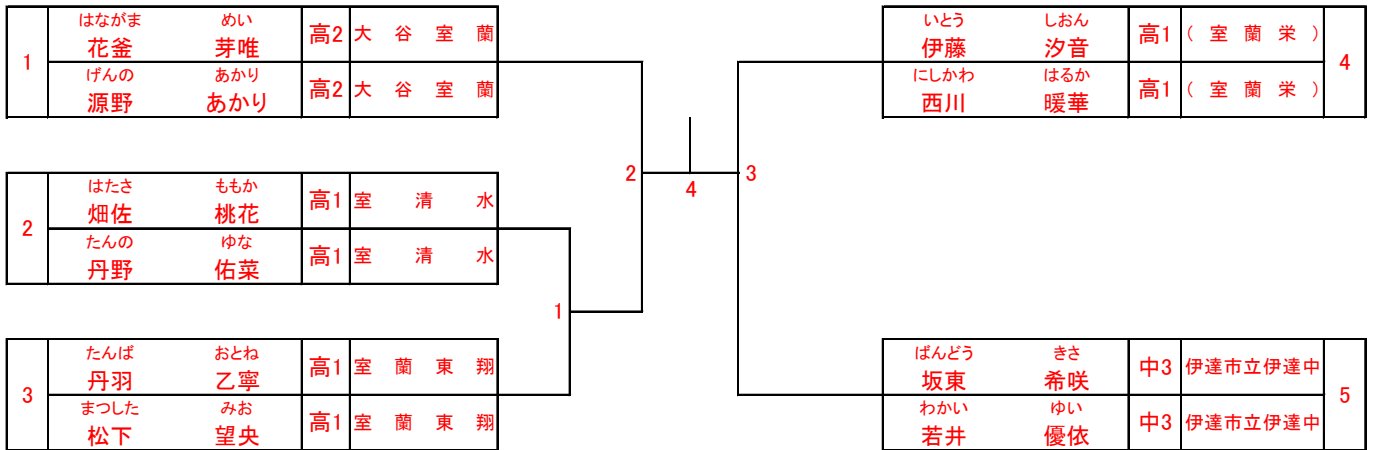 1
はながま めい
花釜 芽唯 高2 大谷室蘭
げんの あかり
源野 あかり 高2 大谷室蘭
2
はたさ ももか
畑佐 桃花 高1 室清水
たんの ゆな
丹野 佑菜 高1 室清水
3
たんば おとね
丹羽 乙寧 高1 室蘭東翔
まつした みお
松下 望央 高1 室蘭東翔
1
2
4
3
いとう しおん
伊藤 汐音 高1 (室蘭栄)
にしかわ はるか
西川 暖華 高1 (室蘭栄)
4
ばんどう きさ
坂東 希咲 中3 伊達市立伊達中
わかい ゆい
若井 優依 中3 伊達市立伊達中
5